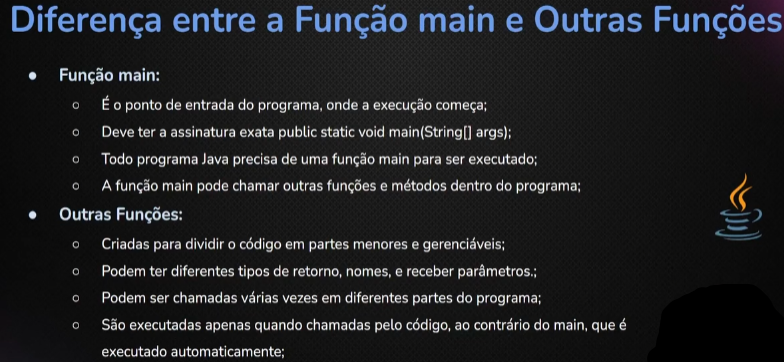 Diferença entre a Função main e Outras Funções
● Função main:
○ É o ponto de entrada do programa, onde a execução começa;
○ Deve ter a assinatura exata public static void main(String[] args);
○ Todo programa Java precisa de uma função main para ser executado;
○ A função main pode chamar outras funções e métodos dentro do programa;
● Outras Funções:
○ Criadas para dividir o código em partes menores e gerenciáveis;
○ Podem ter diferentes tipos de retorno, nomes, e receber parâmetros.;
○ Podem ser chamadas várias vezes em diferentes partes do programa;
○ São executadas apenas quando chamadas pelo código, ao contrário do main, que é
executado automaticamente;